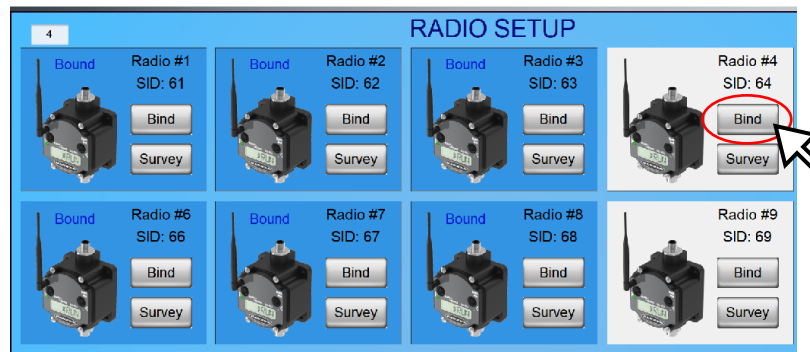 4
RADIO SETUP
Bound
Radio #1
SID: 61
Bind
Survey
Bound
Radio #2
SID: 62
Bind
Survey
Bound
Radio #3
SID: 63
Bind
Survey
Radio #4
SID: 64
Bind
Survey
Bound
Radio #6
SID: 66
Bind
Survey
Bound
Radio #7
SID: 67
Bind
Survey
Bound
Radio #8
SID: 68
Bind
Survey
Radio #9
SID: 69
Bind
Survey